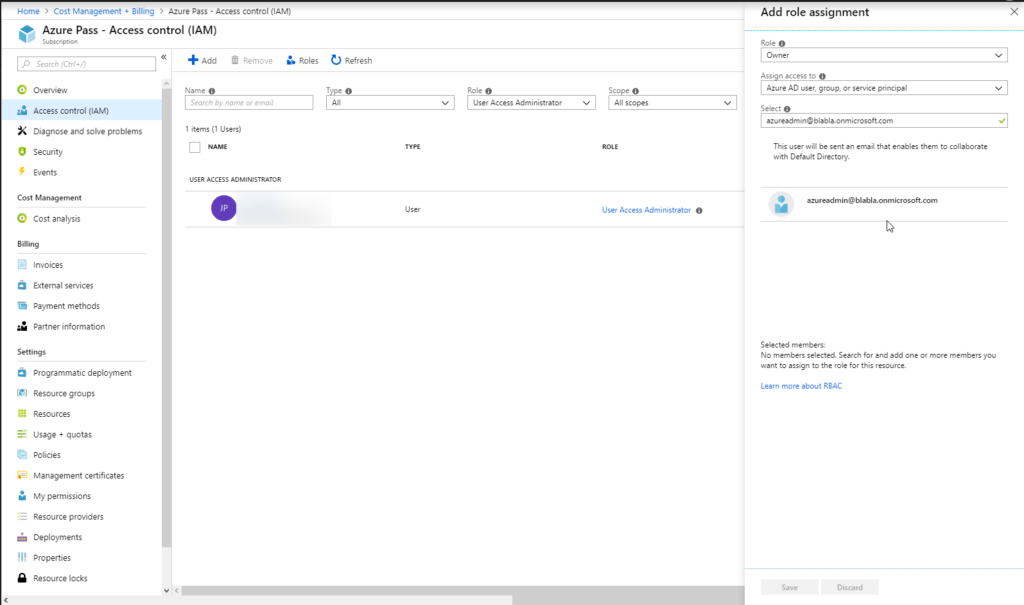 Home > Cost Management + Billing > Azure Pass - Access control (IAM)
Azure Pass - Access control (IAM)
Subscription
Search (Ctrl+/)
«
Overview
Access control (IAM)
Diagnose and solve problems
Security
Events
Cost Management
Cost analysis
Billing
Invoices
External services
Payment methods
Partner information
Settings
Programmatic deployment
Resource groups
Resources
Usage + quotas
Policies
Management certificates
My permissions
Resource providers
Deployments
Properties
Resource locks
Add Remove Roles Refresh
Name Type Role Scope
Search by name or email All User Access Administrator All scopes
1 items (1 Users)
NAME TYPE ROLE
USER ACCESS ADMINISTRATOR
JP User User Access Administrator
Add role assignment
Role
Owner
Assign access to
Azure AD user, group, or service principal
Select
azureadmin@blabla.onmicrosoft.com
This user will be sent an email that enables them to collaborate
with Default Directory.
azureadmin@blabla.onmicrosoft.com
Selected members:
No members selected. Search for and add one or more members you
want to assign to the role for this resource.
Learn more about RBAC
Save Discard